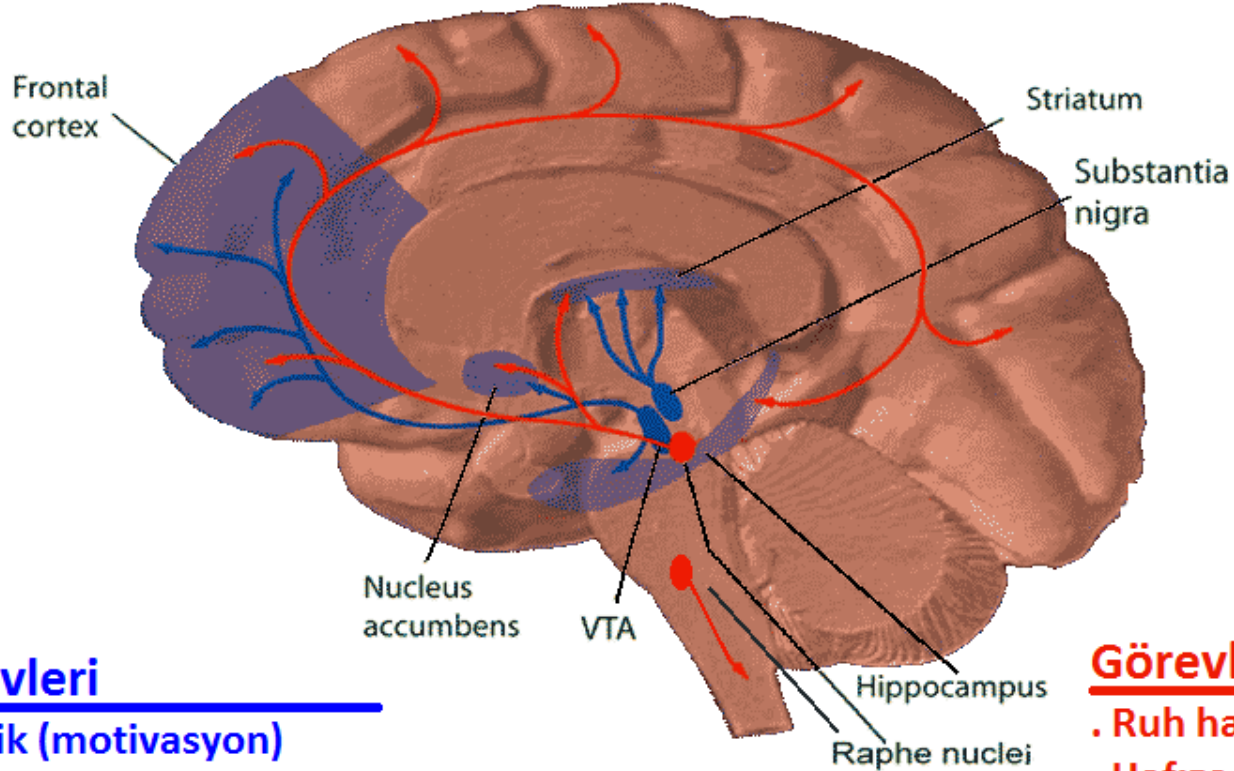 Frontal
cortex
Striatum
Substantia
nigra
Nucleus
accumbens
VTA
Hippocampus
Raphe nuclei
vleri
ik (motivasyon)
Görevl
. Ruh ha